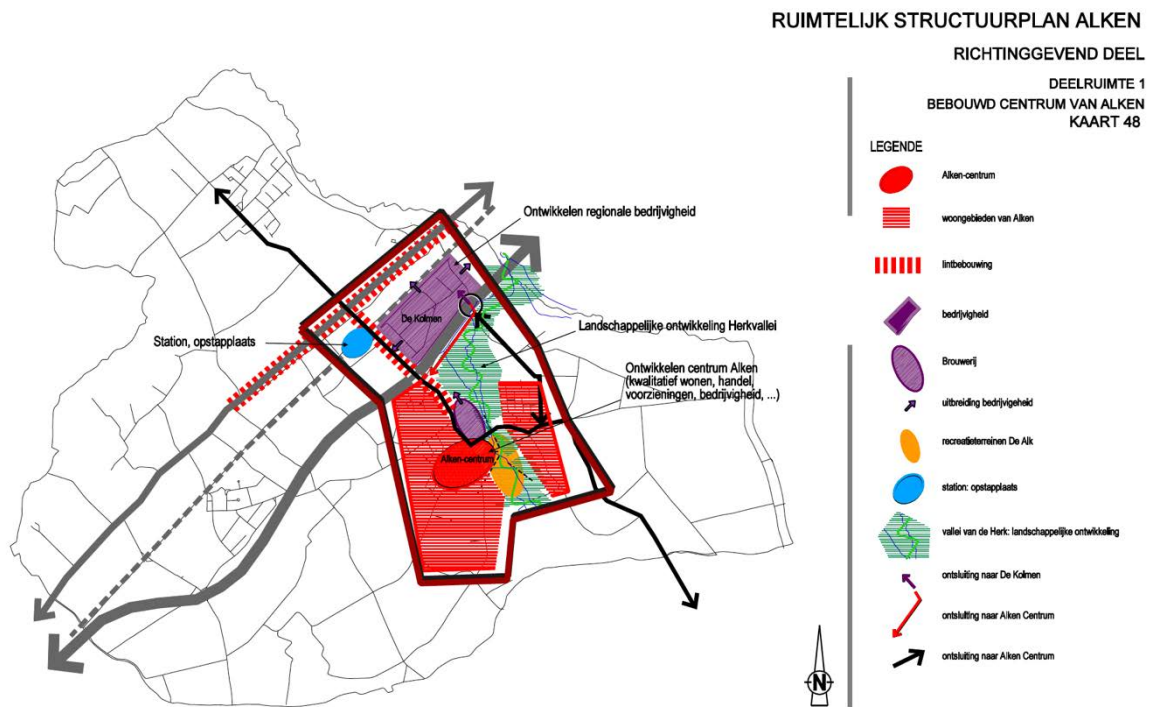 RUIMTELIJK STRUCTUURPLAN ALKEN
RICHTINGGEVEND DEEL
DEELRUIMTE 1
BEBOUWD CENTRUM VAN ALKEN
KAART 48
LEGENDE
Alken-centrum
woongebieden van Alken
lintbebouwing
bedrijvigheid
Brouwerij
uitbreiding bedrijvigeheid
recreatieterreinen De Alk
station: opstapplaats
vallei van de Herk: landschappelijke ontwikkeling
ontsluiting naar De Kolmen
ontsluiting naar Alken Centrum
ontsluiting naar Alken Centrum
Ontwikkelen regionale bedrijvigheid
De Kolmen
Station, opstapplaats
Landschappelijke ontwikkeling Herkvallei
Ontwikkelen centrum Alken
(kwalitatief wonen, handel,
voorzieningen, bedrijvigheid, ...)
Alken-centrum
N